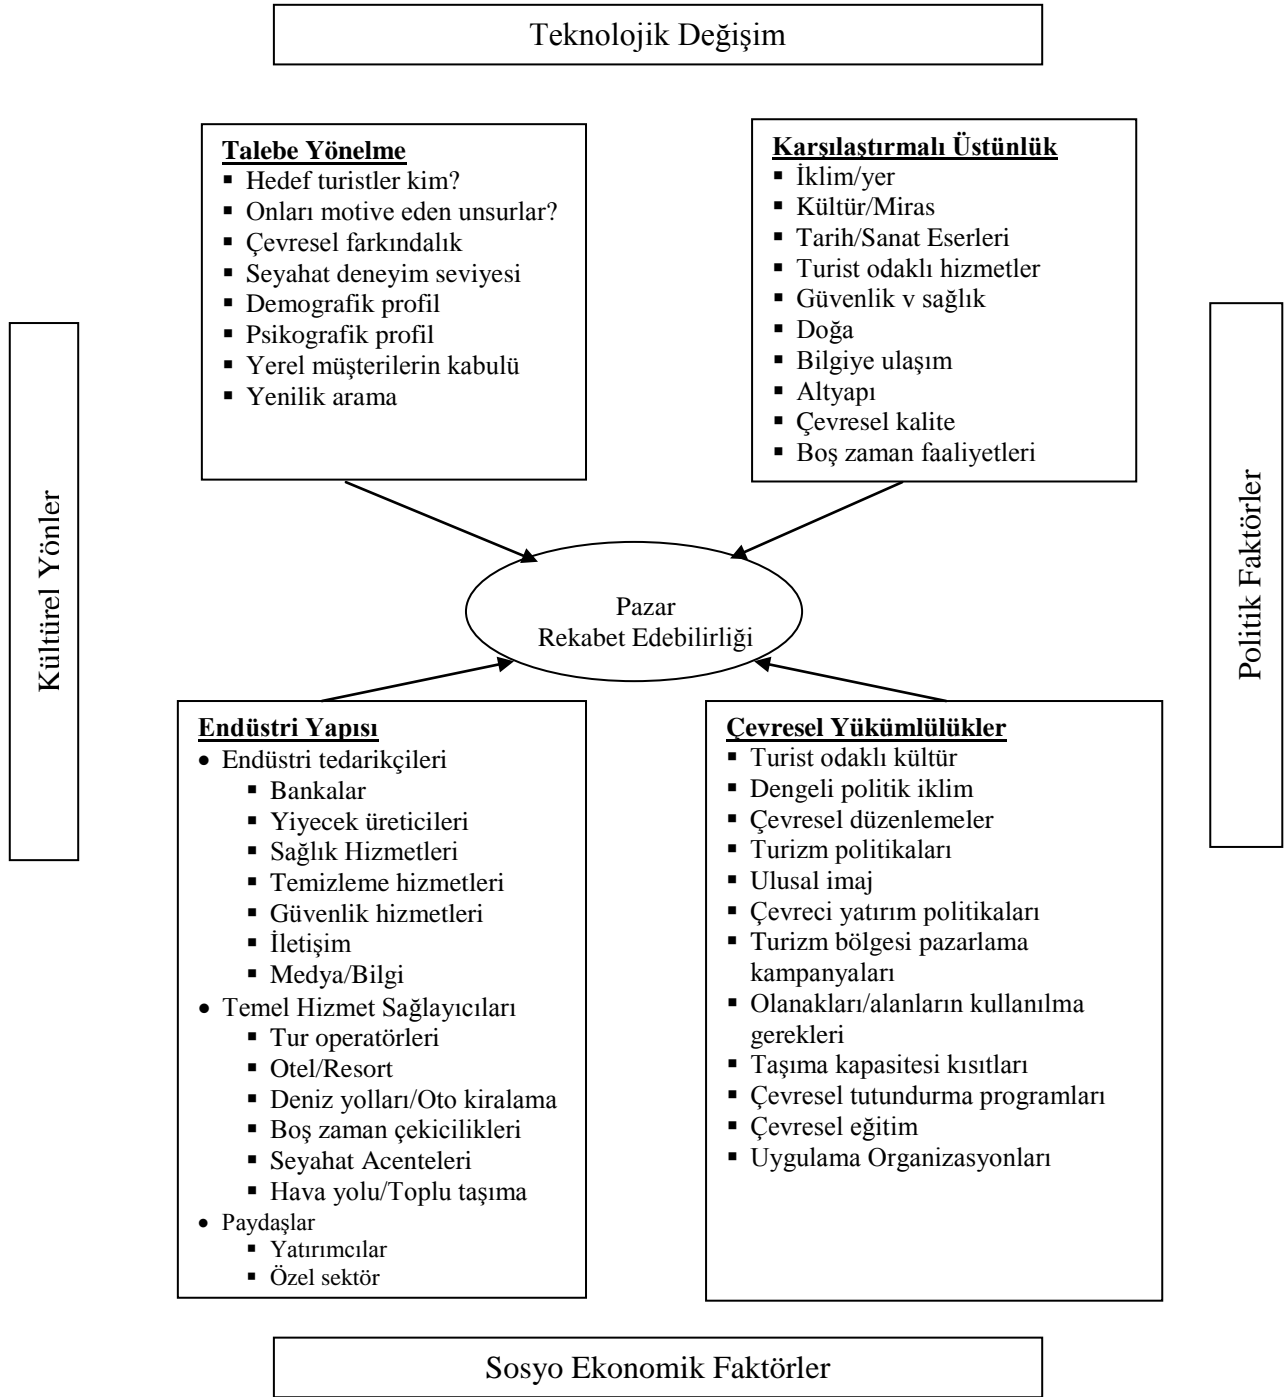 Teknolojik Değişim
Talebe Yönelme
▪ Hedef turistler kim?
▪ Onları motive eden unsurlar?
▪ Çevresel farkındalık
▪ Seyahat deneyim seviyesi
▪ Demografik profil
▪ Psikografik profil
▪ Yerel müşterilerin kabulü
▪ Yenilik arama
Karşılaştırmalı Üstünlük
▪ İklim/yer
▪ Kültür/Miras
▪ Tarih/Sanat Eserleri
▪ Turist odaklı hizmetler
▪ Güvenlik v sağlık
▪ Doğa
▪ Bilgiye ulaşım
▪ Altyapı
▪ Çevresel kalite
▪ Boş zaman faaliyetleri
Kültürel Yönler
Politik Faktörler
Pazar
Rekabet Edebilirliği
Endüstri Yapısı
• Endüstri tedarikçileri
▪ Bankalar
▪ Yiyecek üreticileri
▪ Sağlık Hizmetleri
▪ Temizleme hizmetleri
▪ Güvenlik hizmetleri
▪ İletişim
▪ Medya/Bilgi
• Temel Hizmet Sağlayıcıları
▪ Tur operatörleri
▪ Otel/Resort
▪ Deniz yolları/Oto kiralama
▪ Boş zaman çekicilikleri
▪ Seyahat Acenteleri
▪ Hava yolu/Toplu taşıma
• Paydaşlar
▪ Yatırımcılar
▪ Özel sektör
Çevresel Yükümlülükler
▪ Turist odaklı kültür
▪ Dengeli politik iklim
▪ Çevresel düzenlemeler
▪ Turizm politikaları
▪ Ulusal imaj
▪ Çevreci yatırım politikaları
▪ Turizm bölgesi pazarlama
kampanyaları
▪ Olanakları/alanların kullanılma
gerekleri
▪ Taşıma kapasitesi kısıtları
▪ Çevresel tutundurma programları
▪ Çevresel eğitim
▪ Uygulama Organizasyonları
Sosyo Ekonomik Faktörler